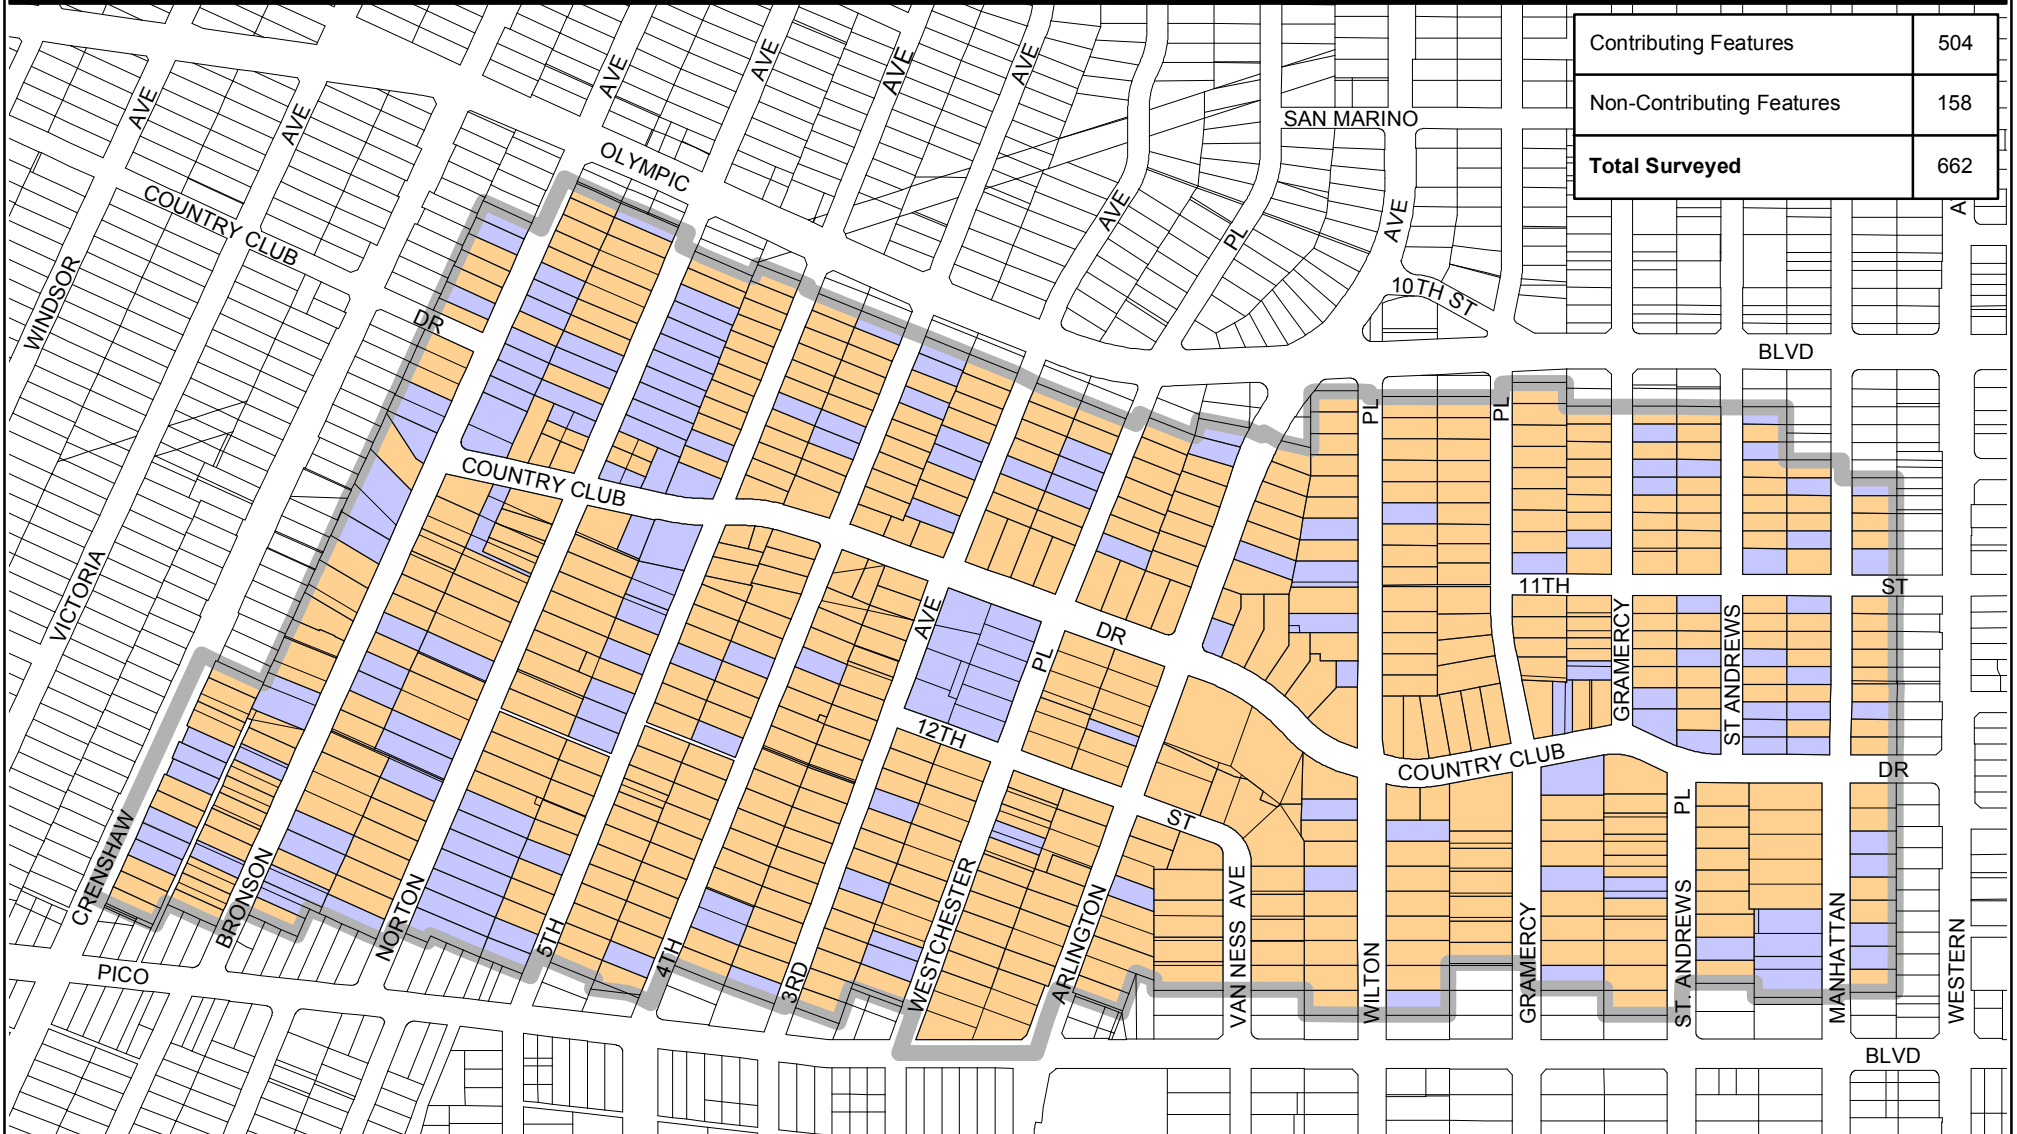 Contributing Features 504
Non-Contributing Features 158
Total Surveyed 662
AVE
AVE
AVE
AVE
AVE
AVE
SAN MARINO
OLYMPIC
COUNTRY CLUB
AVE
PL
AVE
A
WINDSOR
10TH ST
DR
BLVD
PL
PL
COUNTRY CLUB
VICTORIA
11TH
ST
AVE
DR
PL
GRAMERCY
ST ANDREWS
12TH
COUNTRY CLUB
DR
PL
ST
CRENSHAW
BRONSON
NORTON
5TH
4TH
3RD
WESTCHESTER
ARLINGTON
VAN NESS AVE
WILTON
GRAMERCY
ST. ANDREWS
MANHATTAN
WESTERN
PICO
BLVD